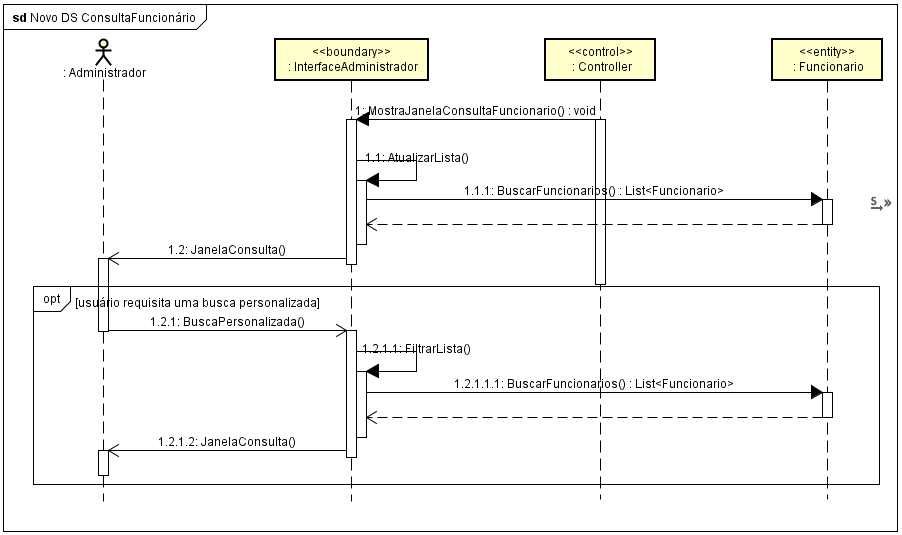 sd Novo DS ConsultaFuncionário
: Administrador
<<boundary>>
: InterfaceAdministrador
<<control>>
: Controller
<<entity>>
: Funcionario
1: MostraJanelaConsultaFuncionario() : void
1.1: AtualizarLista()
1.1.1: BuscarFuncionarios() : List<Funcionario>
S
1.2: JanelaConsulta()
opt
[usuário requisita uma busca personalizada]
1.2.1: BuscaPersonalizada()
1.2.1.1: FiltrarLista()
1.2.1.1.1: BuscarFuncionarios() : List<Funcionario>
1.2.1.2: JanelaConsulta()